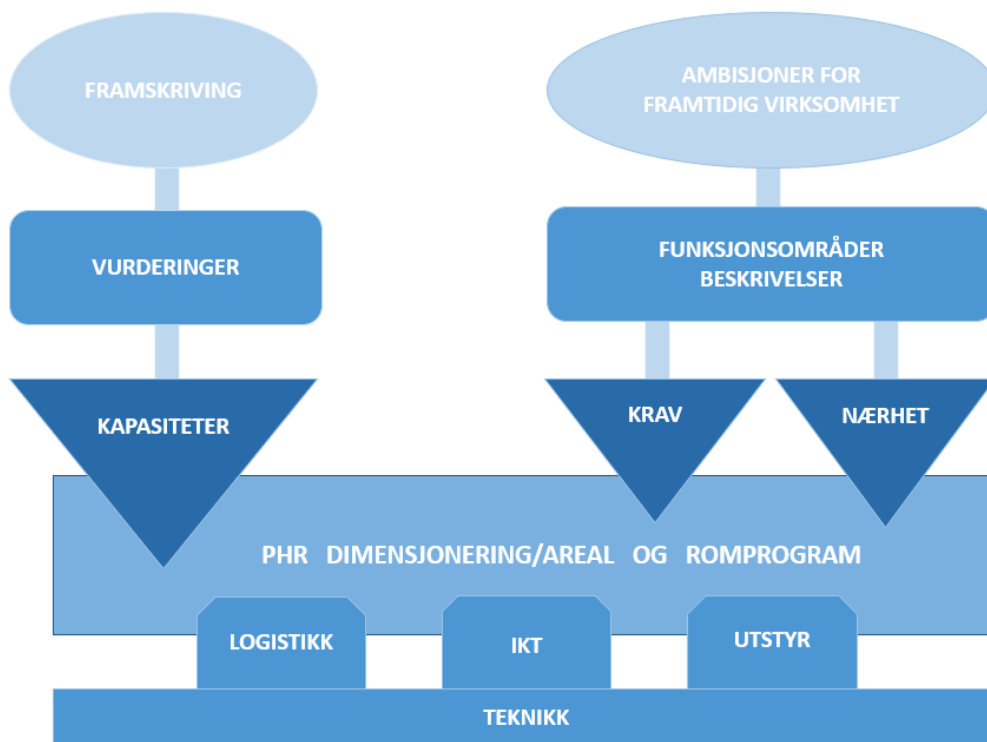 FRAMSKRIVING
AMBISJONER FOR
FRAMTIDIG VIRKSOMHET
VURDERINGER
FUNKSJONSOMRÅDER
BESKRIVELSER
KAPASITETER
KRAV
NÆRHET
PHR DIMENSJONERING/AREAL OG ROMPROGRAM
LOGISTIKK
IKT
UTSTYR
TEKNIKK